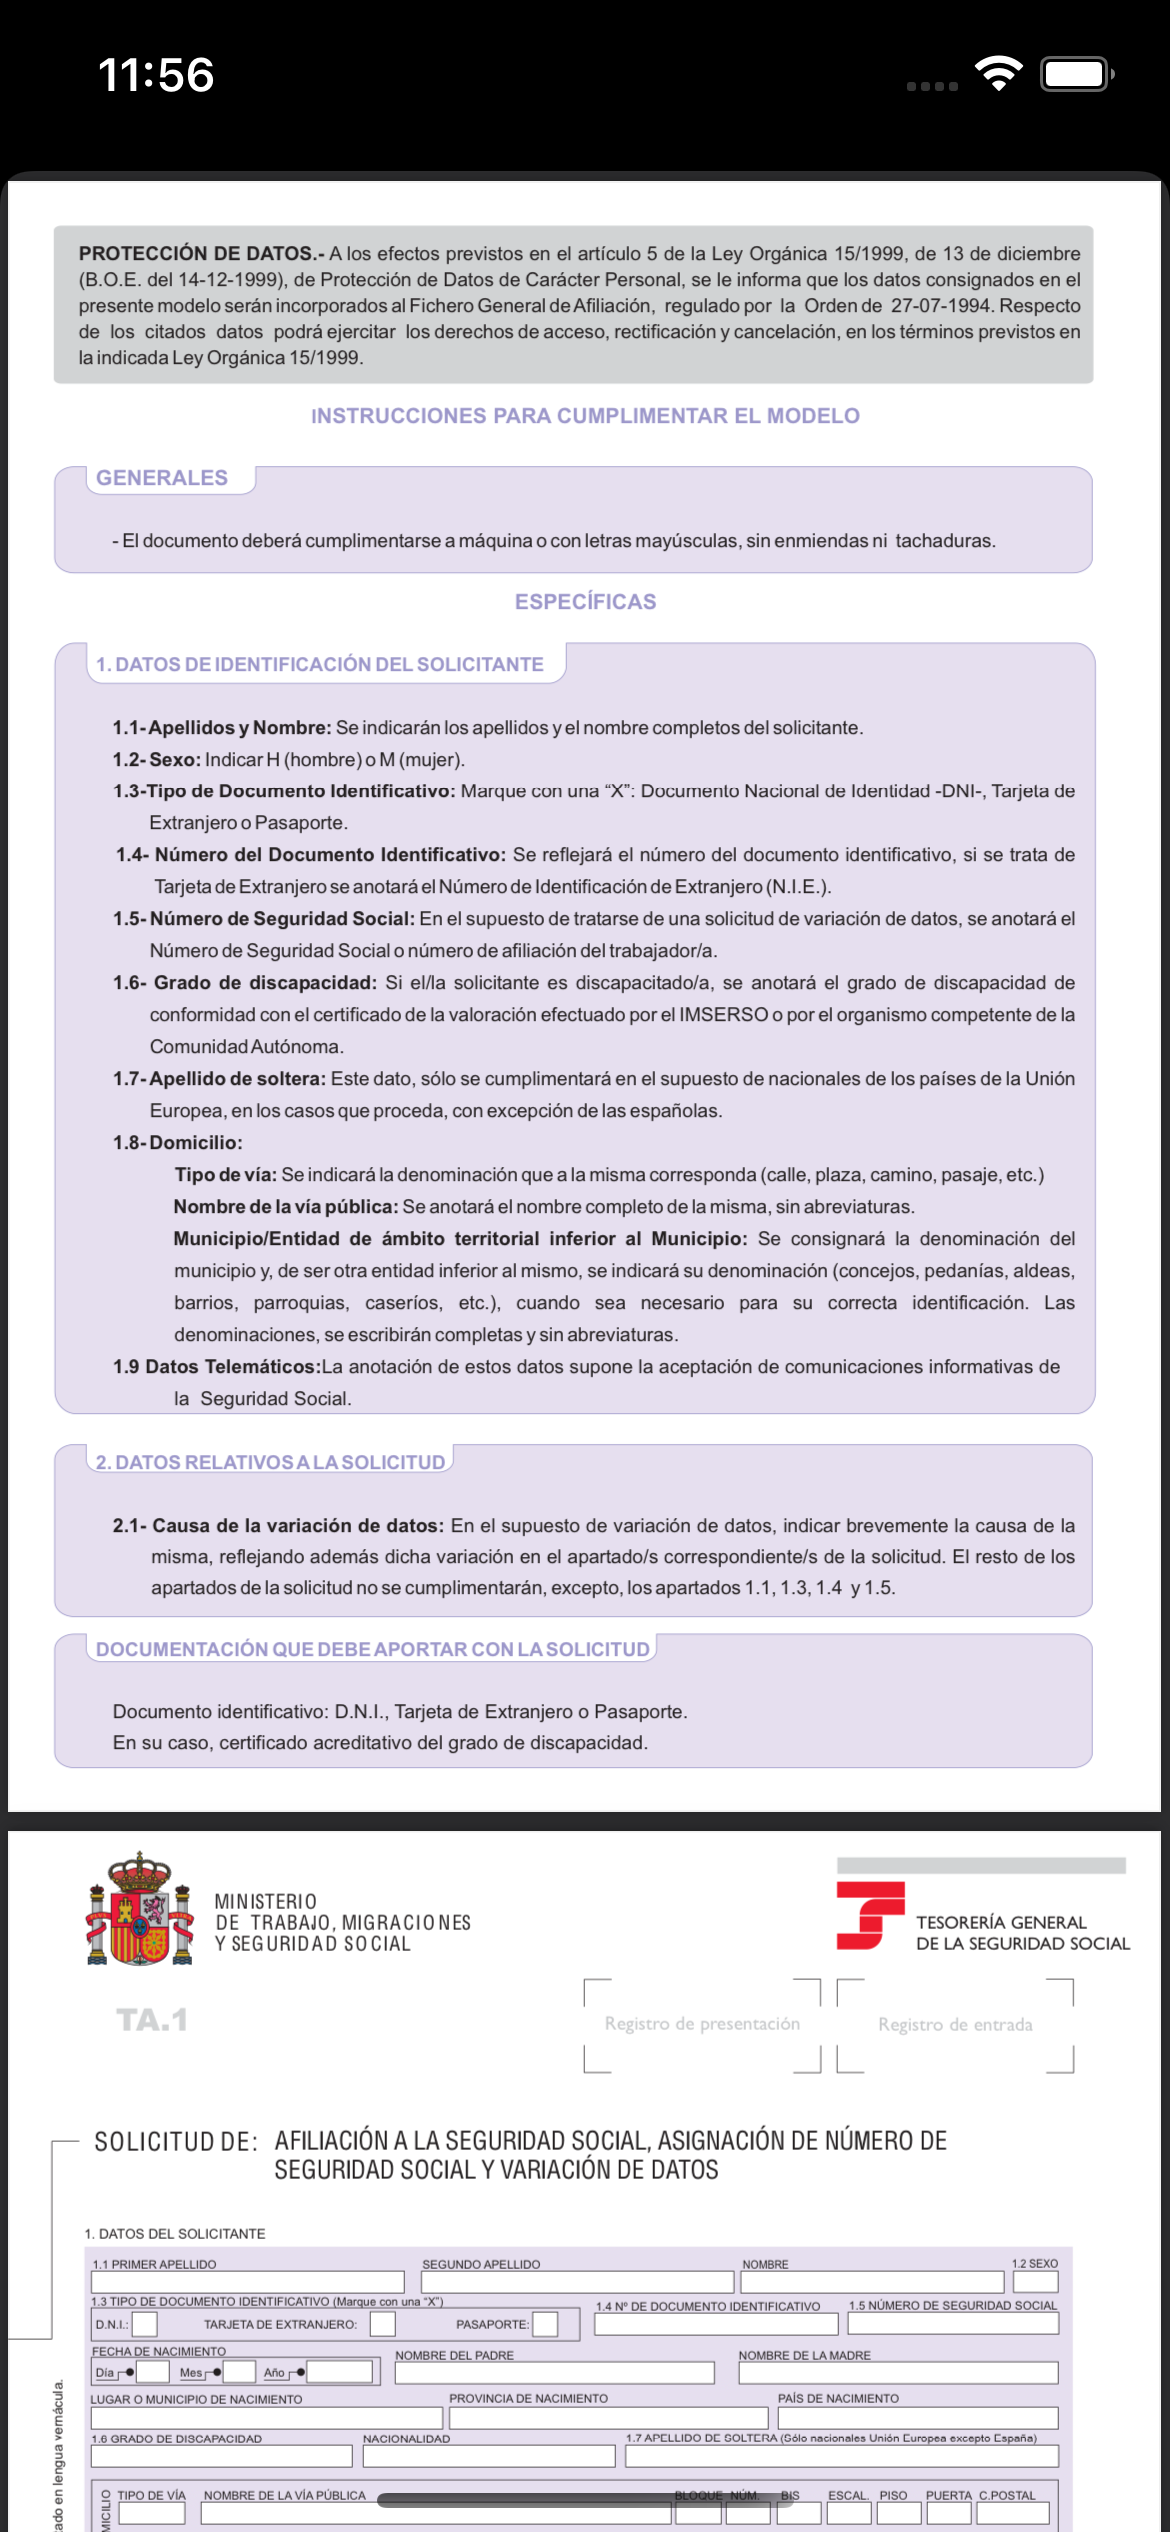 11:56
PROTECCIÓN DE DATOS.- A los efectos previstos en el artículo 5 de la Ley Orgánica 15/1999, de 13 de diciembre
(B.O.E. del 14-12-1999), de Protección de Datos de Carácter Personal, se le informa que los datos consignados en el
presente modelo serán incorporados al Fichero General de Afiliación, regulado por la Orden de 27-07-1994. Respecto
de los citados datos podrá ejercitar los derechos de acceso, rectificación y cancelación, en los términos previstos en
la indicada Ley Orgánica 15/1999.
INSTRUCCIONES PARA CUMPLIMENTAR EL MODELO
GENERALES
- El documento deberá cumplimentarse a máquina o con letras mayúsculas, sin enmiendas ni tachaduras.
ESPECÍFICAS
1. DATOS DE IDENTIFICACIÓN DEL SOLICITANTE
1.1- Apellidos y Nombre: Se indicarán los apellidos y el nombre completos del solicitante.
1.2- Sexo: Indicar H (hombre) o M (mujer).
1.3-Tipo de Documento Identificativo: Marque con una “X”: Documento Nacional de Identidad -DNI-, Tarjeta de
Extranjero o Pasaporte.
1.4- Número del Documento Identificativo: Se reflejará el número del documento identificativo, si se trata de
Tarjeta de Extranjero se anotará el Número de Identificación de Extranjero (N.I.E.).
1.5- Número de Seguridad Social: En el supuesto de tratarse de una solicitud de variación de datos, se anotará el
Número de Seguridad Social o número de afiliación del trabajador/a.
1.6- Grado de discapacidad: Si el/la solicitante es discapacitado/a, se anotará el grado de discapacidad de
conformidad con el certificado de la valoración efectuado por el IMSERSO o por el organismo competente de la
Comunidad Autónoma.
1.7- Apellido de soltera: Este dato, sólo se cumplimentará en el supuesto de nacionales de los países de la Unión
Europea, en los casos que proceda, con excepción de las españolas.
1.8- Domicilio:
Tipo de vía: Se indicará la denominación que a la misma corresponda (calle, plaza, camino, pasaje, etc.)
Nombre de la vía pública: Se anotará el nombre completo de la misma, sin abreviaturas.
Municipio/Entidad de ámbito territorial inferior al Municipio: Se consignará la denominación del
municipio y, de ser otra entidad inferior al mismo, se indicará su denominación (concejos, pedanías, aldeas,
barrios, parroquias, caseríos, etc.), cuando sea necesario para su correcta identificación. Las
denominaciones, se escribirán completas y sin abreviaturas.
1.9 Datos Telemáticos:La anotación de estos datos supone la aceptación de comunicaciones informativas de
la Seguridad Social.
2. DATOS RELATIVOS A LA SOLICITUD
2.1- Causa de la variación de datos: En el supuesto de variación de datos, indicar brevemente la causa de la
misma, reflejando además dicha variación en el apartado/s correspondiente/s de la solicitud. El resto de los
apartados de la solicitud no se cumplimentarán, excepto, los apartados 1.1, 1.3, 1.4 y 1.5.
DOCUMENTACIÓN QUE DEBE APORTAR CON LA SOLICITUD
Documento identificativo: D.N.I., Tarjeta de Extranjero o Pasaporte.
En su caso, certificado acreditativo del grado de discapacidad.
MINISTERIO
DE TRABAJO, MIGRACIONES
Y SEGURIDAD SOCIAL
TESORERÍA GENERAL
DE LA SEGURIDAD SOCIAL
TA.1
Registro de presentación
Registro de entrada
SOLICITUD DE: AFILIACIÓN A LA SEGURIDAD SOCIAL, ASIGNACIÓN DE NÚMERO DE
SEGURIDAD SOCIAL Y VARIACIÓN DE DATOS
1. DATOS DEL SOLICITANTE
1.1 PRIMER APELLIDO SEGUNDO APELLIDO NOMBRE 1.2 SEXO
1.3 TIPO DE DOCUMENTO IDENTIFICATIVO (Marque con una “X”) 1.4 Nº DE DOCUMENTO IDENTIFICATIVO 1.5 NÚMERO DE SEGURIDAD SOCIAL
D.N.I.: TARJETA DE EXTRANJERO: PASAPORTE:
FECHA DE NACIMIENTO NOMBRE DEL PADRE NOMBRE DE LA MADRE
Día Mes Año
LUGAR O MUNICIPIO DE NACIMIENTO PROVINCIA DE NACIMIENTO PAÍS DE NACIMIENTO
1.6 GRADO DE DISCAPACIDAD NACIONALIDAD 1.7 APELLIDO DE SOLTERA (Sólo nacionales Unión Europea excepto España)
TIPO DE VÍA NOMBRE DE LA VÍA PÚBLICA BLOQUE NÚM. BIS ESCAL. PISO PUERTA C.POSTAL
en lengua vernácula.